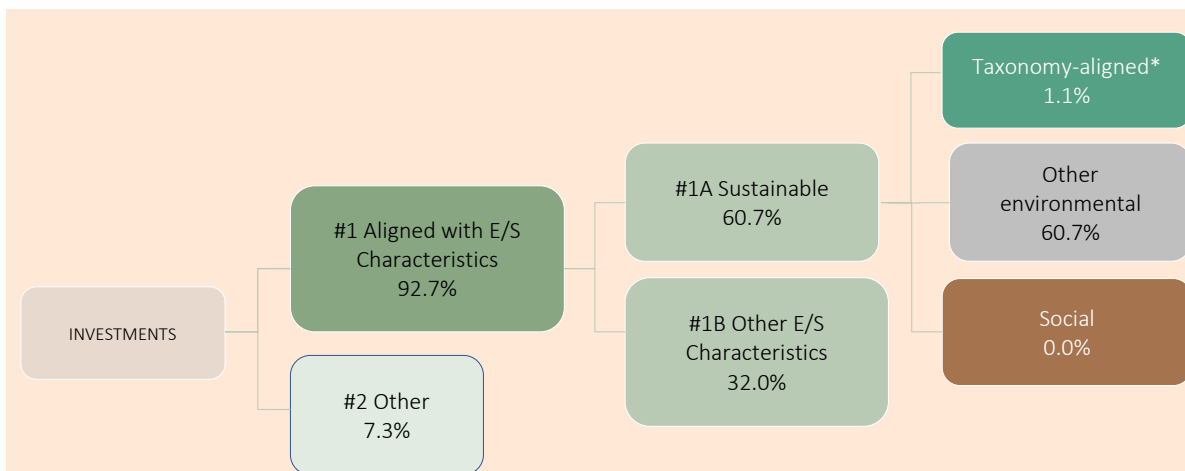 INVESTMENTS
#1 Aligned with E/S
Characteristics
92.7%
#2 Other
7.3%
#1A Sustainable
60.7%
#1B Other E/S
Characteristics
32.0%
Taxonomy-aligned*
1.1%
Other
environmental
60.7%
Social
0.0%